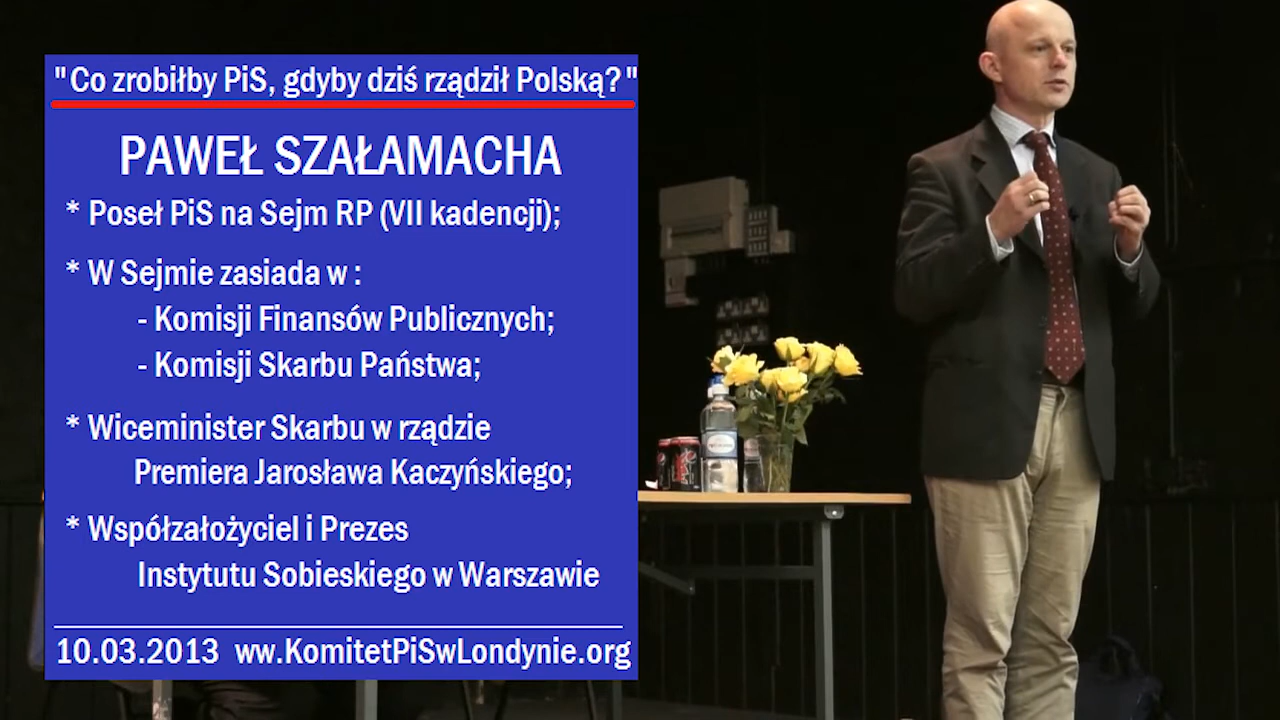 "Co zrobiłby PiS, gdyby dziś rządził Polską?"
PAWEŁ SZAŁAMACHA
* Poseł PiS na Sejm RP (VII kadencji);
* W Sejmie zasiada w :
- Komisji Finansów Publicznych;
- Komisji Skarbu Państwa;
* Wiceminister Skarbu w rządzie
Premiera Jarosława Kaczyńskiego;
* Współzałożyciel i Prezes
Instytutu Sobieskiego w Warszawie
10.03.2013 ww.KomitetPiSwLondynie.org